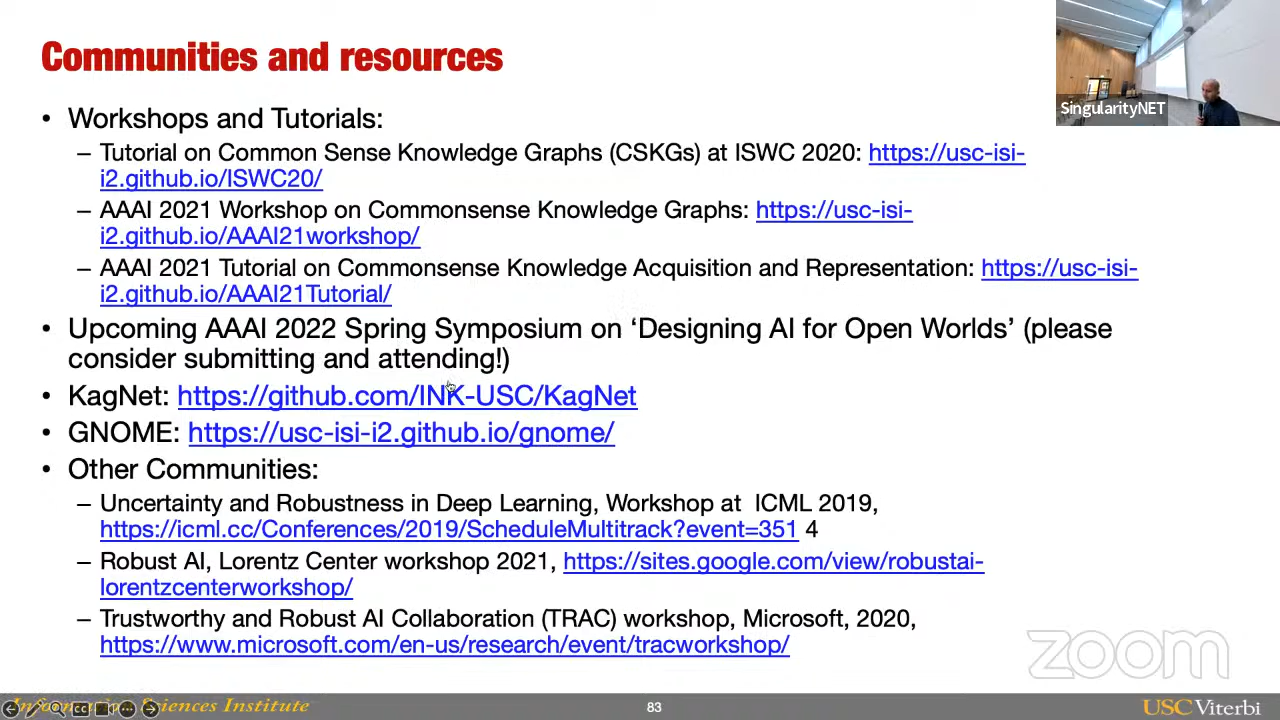 Communities and resources
SingularityNET
• Workshops and Tutorials:
– Tutorial on Common Sense Knowledge Graphs (CSKGs) at ISWC 2020: https://usc-isi-
i2.github.io/ISWC20/
– AAAI 2021 Workshop on Commonsense Knowledge Graphs: https://usc-isi-
i2.github.io/AAAI21workshop/
– AAAI 2021 Tutorial on Commonsense Knowledge Acquisition and Representation: https://usc-isi-
i2.github.io/AAAI21Tutorial/
• Upcoming AAAI 2022 Spring Symposium on ‘Designing AI for Open Worlds’ (please
consider submitting and attending!)
• KagNet: https://github.com/INK-USC/KagNet
• GNOME: https://usc-isi-i2.github.io/gnome/
• Other Communities:
– Uncertainty and Robustness in Deep Learning, Workshop at ICML 2019,
https://icml.cc/Conferences/2019/ScheduleMultitrack?event=351 4
– Robust AI, Lorentz Center workshop 2021, https://sites.google.com/view/robustai-
lorentzcenterworkshop/
– Trustworthy and Robust AI Collaboration (TRAC) workshop, Microsoft, 2020,
https://www.microsoft.com/en-us/research/event/tracworkshop/
zoom
Information Sciences Institute
83
USC Viterbi